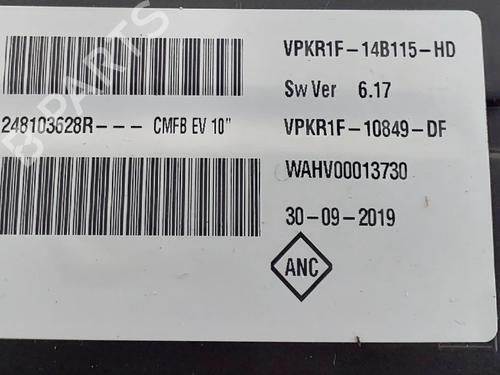 VPKR1F-14B115-HD
Sw Ver 6.17
248103628R--- CMFB EV 10"
VPKR1F-10849-DF
WAHV00013730
30-09-2019
ANC
B PARTS